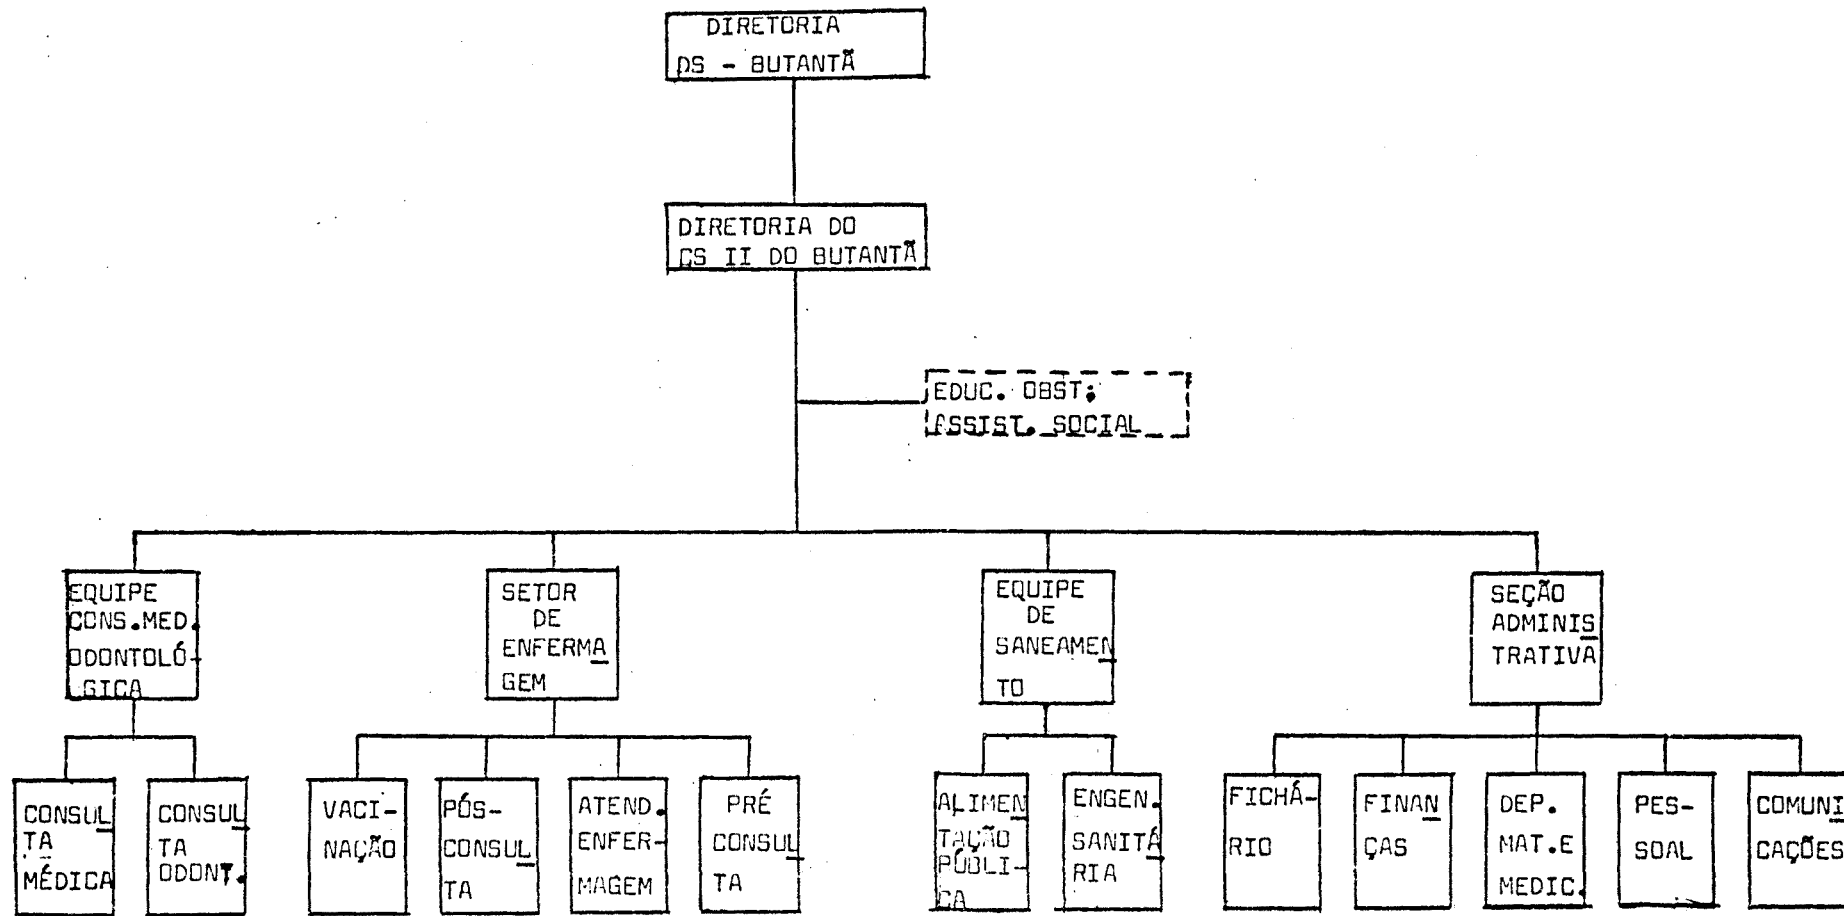 DIRETORIA
DS - BUTANTÃ
DIRETORIA DO
CS II DO BUTANTÃ
EDUC. OBST;
ASSIST. SOCIAL
EQUIPE
CONS.MED.
ODONTOLÓ-
GICA
SETOR
DE
ENFERMA
GEM
EQUIPE
DE
SANEAMEN
TO
SEÇÃO
ADMINIS
TRATIVA
CONSUL
TA
MÉDICA
CONSUL
TA
ODONT.
VACI-
NAÇÃO
PÓS-
CONSUL
TA
ATEND.
ENFER-
MAGEM
PRÉ
CONSUL
TA
ALIMEN
TAÇÃO
PÚBLI-
CA
ENGEN.
SANITÁ
RIA
FICHÁ-
RIO
FINAN
ÇAS
DEP.
MAT.E
MEDIC.
PES-
SOAL
COMUNI
CAÇÕES